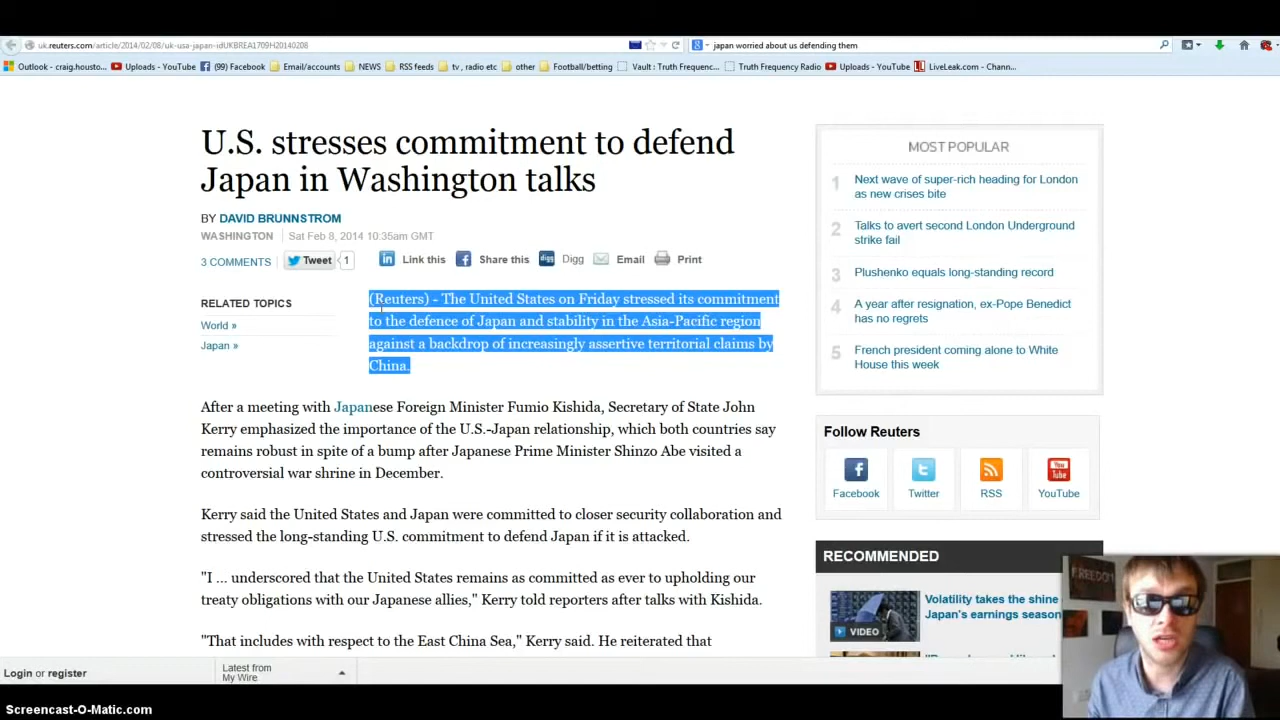 uk.reuters.com/article/2014/02/08/uk-usa-japan-idUKBREA1709H20140208
japan worried about us defending them
Outlook - craig.housto... Uploads - YouTube (99) Facebook Email/accounts NEWS RSS feeds tv , radio etc other Football/betting Vault : Truth Frequenc... Truth Frequency Radio Uploads - YouTube LiveLeak.com - Chann...
U.S. stresses commitment to defend
Japan in Washington talks
BY DAVID BRUNNSTROM
WASHINGTON Sat Feb 8, 2014 10:35am GMT
3 COMMENTS Tweet 1 Link this Share this Digg Email Print
RELATED TOPICS
World »
Japan »
(Reuters) - The United States on Friday stressed its commitment
to the defence of Japan and stability in the Asia-Pacific region
against a backdrop of increasingly assertive territorial claims by
China.
After a meeting with Japanese Foreign Minister Fumio Kishida, Secretary of State John
Kerry emphasized the importance of the U.S.-Japan relationship, which both countries say
remains robust in spite of a bump after Japanese Prime Minister Shinzo Abe visited a
controversial war shrine in December.
Kerry said the United States and Japan were committed to closer security collaboration and
stressed the long-standing U.S. commitment to defend Japan if it is attacked.
"I ... underscored that the United States remains as committed as ever to upholding our
treaty obligations with our Japanese allies," Kerry told reporters after talks with Kishida.
"That includes with respect to the East China Sea," Kerry said. He reiterated that
MOST POPULAR
1 Next wave of super-rich heading for London
as new crises bite
2 Talks to avert second London Underground
strike fail
3 Plushenko equals long-standing record
4 A year after resignation, ex-Pope Benedict
has no regrets
5 French president coming alone to White
House this week
Follow Reuters
Facebook Twitter RSS YouTube
RECOMMENDED
Volatility takes the shine
Japan's earnings season
VIDEO
FREEDOM
Login or register
Latest from
My Wire
Screencast-O-Matic.com